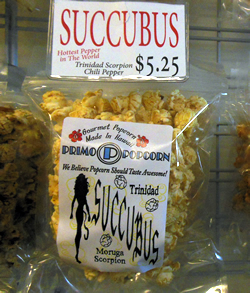 SUCCUBUS
Hottest Pepper
in The World
Trinidad Scorpion
Chili Pepper
$5.25
Gourmet Popcorn
Made In Hawaii
PRIMO P POPCORN
We Believe Popcorn Should Taste Awesome!
Trinidad
SUCCUBUS
Moruga
Scorpion